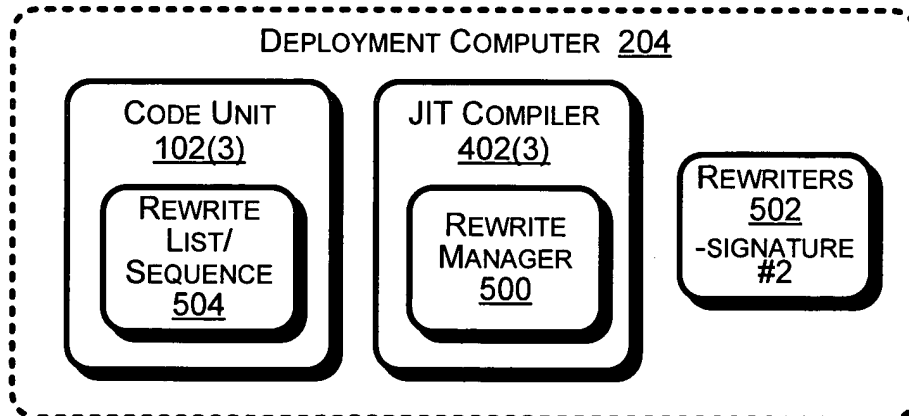 DEPLOYMENT COMPUTER 204
CODE UNIT
102(3)
REWRITE
LIST/
SEQUENCE
504
JIT COMPILER
402(3)
REWRITE
MANAGER
500
REWRITERS
502
-SIGNATURE
#2